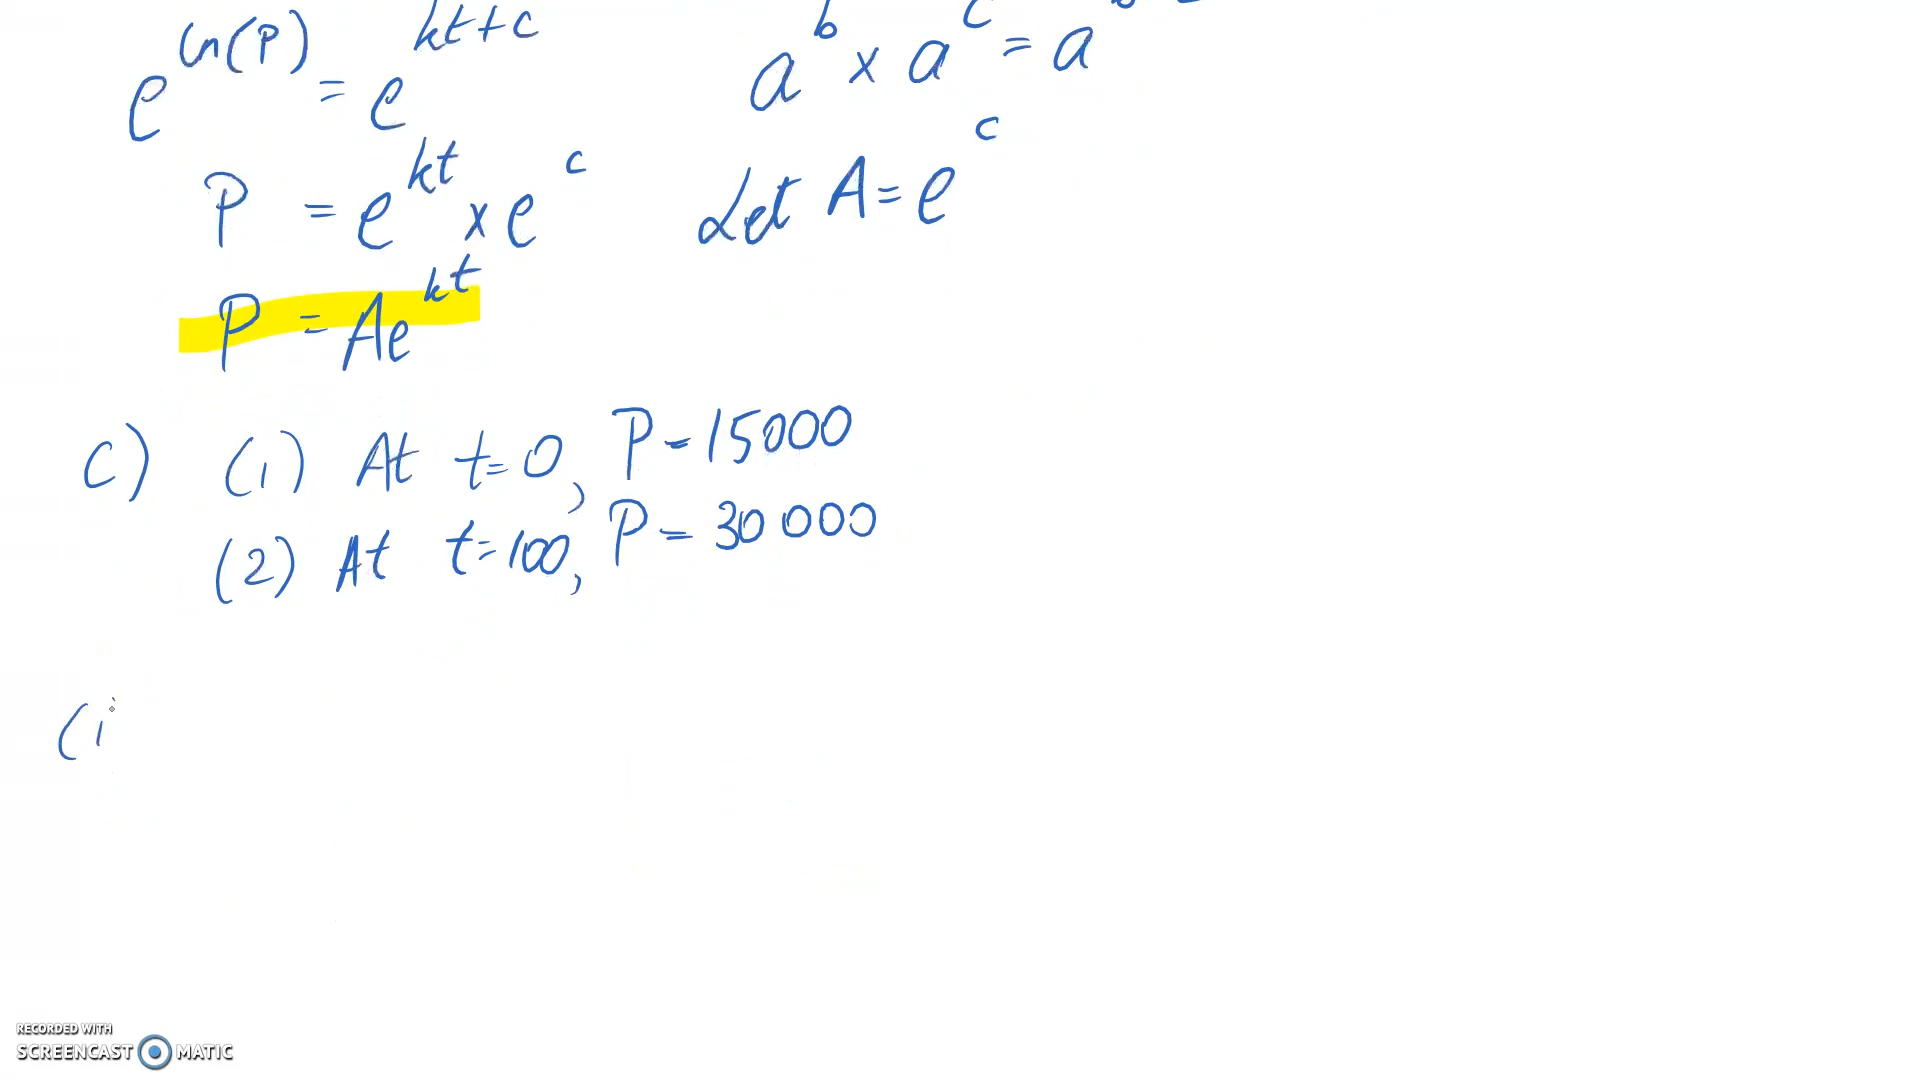 e^ln(P) = e^kt+c
a^b × a^c = a^b
P = e^kt × e^c
Let A = e^c
P = Ae^kt
c) (1) At t=0, P=15000
(2) At t=100, P=30000
(i
RECORDED WITH
SCREENCAST MATIC